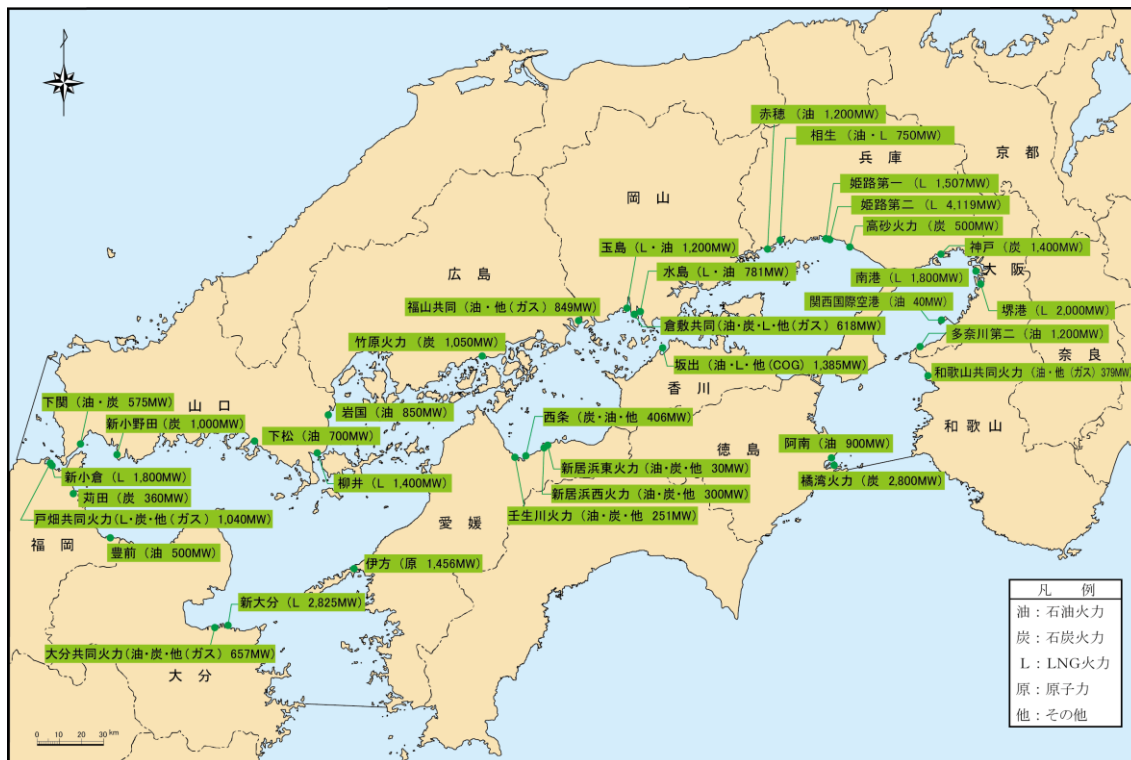 赤穂 (油 1,200MW)
相生 (油・L 750MW)
兵 庫
京 都
姫路第一 (L 1,507MW)
姫路第二 (L 4,119MW)
高砂火力 (炭 500MW)
岡 山
玉島 (L・油 1,200MW)
神戸 (炭 1,400MW)
水島 (L・油 781MW)
南港 (L 1,800MW)
大 阪
広 島
関西国際空港 (油 40MW)
福山共同 (油・他(ガス) 849MW)
堺港 (L 2,000MW)
倉敷共同(油・炭・L・他(ガス) 618MW)
多奈川第二 (油 1,200MW)
竹原火力 (炭 1,050MW)
奈 良
坂出 (油・L・他(COG) 1,385MW)
和歌山共同火力 (油・他(ガス) 379MW)
香 川
下関 (油・炭 575MW)
山 口
岩国 (油 850MW)
西条 (炭・油・他 406MW)
新小野田 (炭 1,000MW)
和 歌 山
下松 (油 700MW)
徳 島
阿南 (油 900MW)
新居浜東火力 (油・炭・他 30MW)
新小倉 (L 1,800MW)
柳井 (L 1,400MW)
橘湾火力 (炭 2,800MW)
苅田 (炭 360MW)
新居浜西火力 (油・炭・他 300MW)
戸畑共同火力(L・炭・他(ガス) 1,040MW)
愛 媛
壬生川火力 (油・炭・他 251MW)
福 岡
豊前 (油 500MW)
伊方 (原 1,456MW)
新大分 (L 2,825MW)
大分共同火力(油・炭・他(ガス) 657MW)
大 分
凡 例
油:石油火力
炭:石炭火力
L:LNG火力
原:原子力
他:その他
0 10 20 30 km